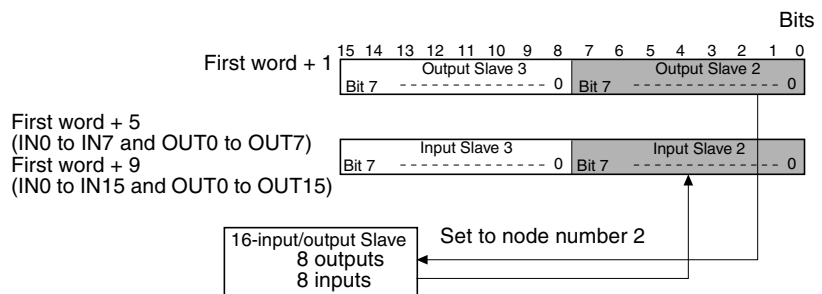 Bits
15 14 13 12 11 10 9 8 7 6 5 4 3 2 1 0
First word + 1
Output Slave 3 Output Slave 2
Bit 7 0 Bit 7 0
First word + 5
(IN0 to IN7 and OUT0 to OUT7)
First word + 9
(IN0 to IN15 and OUT0 to OUT15)
Input Slave 3 Input Slave 2
Bit 7 0 Bit 7 0
16-input/output Slave
8 outputs
8 inputs
Set to node number 2